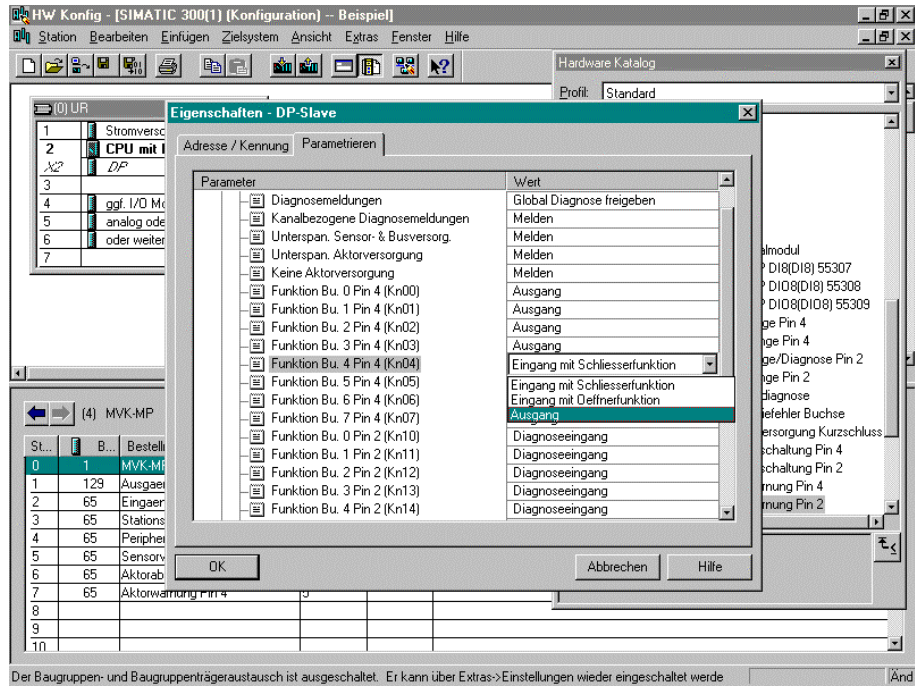 HW Konfig - [SIMATIC 300(1) (Konfiguration) -- Beispiel]
Station Bearbeiten Einfügen Zielsystem Ansicht Extras Fenster Hilfe
Hardware Katalog
Profil: Standard
(0) UR
1 Stromversc
2 CPU mit I
X2 DP
3
4 ggf. I/O Mo
5 analog ode
6 oder weiter
7
Eigenschaften - DP-Slave
Adresse / Kennung Parametrieren
Parameter Wert
Diagnosemeldungen Global Diagnose freigeben
Kanalbezogene Diagnosemeldungen Melden
Unterspan. Sensor- & Busversorg. Melden
Unterspan. Aktorversorgung Melden
Keine Aktorversorgung Melden
Funktion Bu. 0 Pin 4 (Kn00) Ausgang
Funktion Bu. 1 Pin 4 (Kn01) Ausgang
Funktion Bu. 2 Pin 4 (Kn02) Ausgang
Funktion Bu. 3 Pin 4 (Kn03) Ausgang
Funktion Bu. 4 Pin 4 (Kn04) Eingang mit Schliesserfunktion
Funktion Bu. 5 Pin 4 (Kn05) Eingang mit Schliesserfunktion
Funktion Bu. 6 Pin 4 (Kn06) Eingang mit Oeffnerfunktion
Funktion Bu. 7 Pin 4 (Kn07) Ausgang
Funktion Bu. 0 Pin 2 (Kn10) Diagnoseeingang
Funktion Bu. 1 Pin 2 (Kn11) Diagnoseeingang
Funktion Bu. 2 Pin 2 (Kn12) Diagnoseeingang
Funktion Bu. 3 Pin 2 (Kn13) Diagnoseeingang
Funktion Bu. 4 Pin 2 (Kn14) Diagnoseeingang
OK Abbrechen Hilfe
almodul
DI8(DI8) 55307
DIO8(DI8) 55308
DIO8(DIO8) 55309
ge Pin 4
nge Pin 4
ge/Diagnose Pin 2
nge Pin 2
diagnose
iefehler Buchse
ersorgung Kurzschluss
schaltung Pin 4
schaltung Pin 2
rnung Pin 4
rnung Pin 2
(4) MVK-MP
St... B... Bestelln
0 1 MVK-MP
1 129 Ausgaen
2 65 Eingaen
3 65 Stations
4 65 Peripher
5 65 Sensorv
6 65 Aktorab
7 65 Aktorwarnung Pin 4 5
8
9
10
Der Baugruppen- und Baugruppenträgeraustausch ist ausgeschaltet. Er kann über Extras->Einstellungen wieder eingeschaltet werde Änd